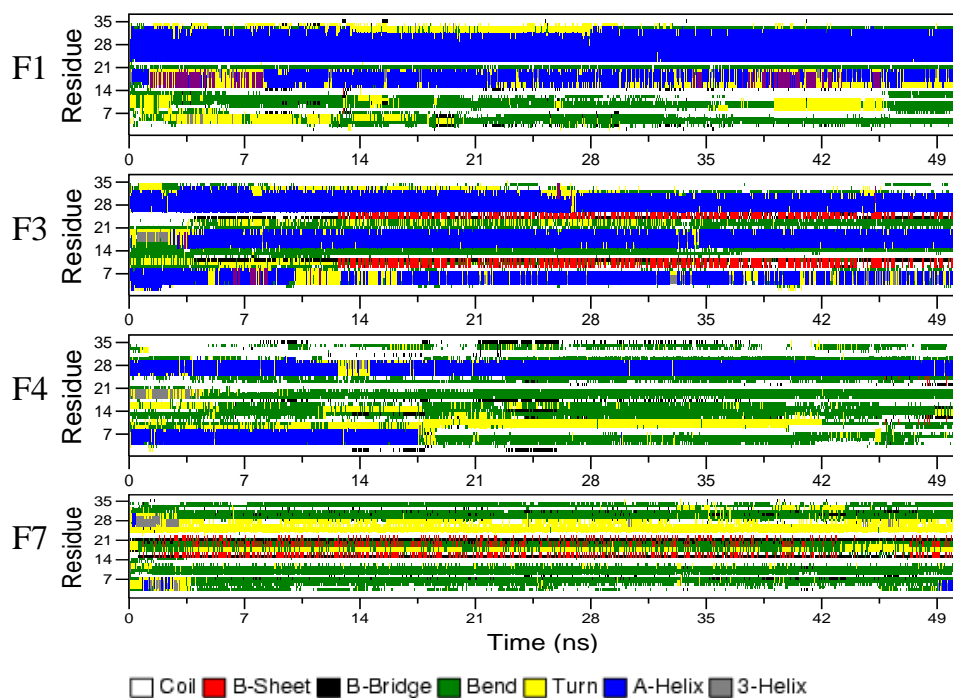 F1
Residue
35
28
21
14
7
0 7 14 21 28 35 42 49
F3
Residue
35
28
21
14
7
0 7 14 21 28 35 42 49
F4
Residue
35
28
21
14
7
0 7 14 21 28 35 42 49
F7
Residue
35
28
21
14
7
0 7 14 21 28 35 42 49
Time (ns)
Coil B-Sheet B-Bridge Bend Turn A-Helix 3-Helix